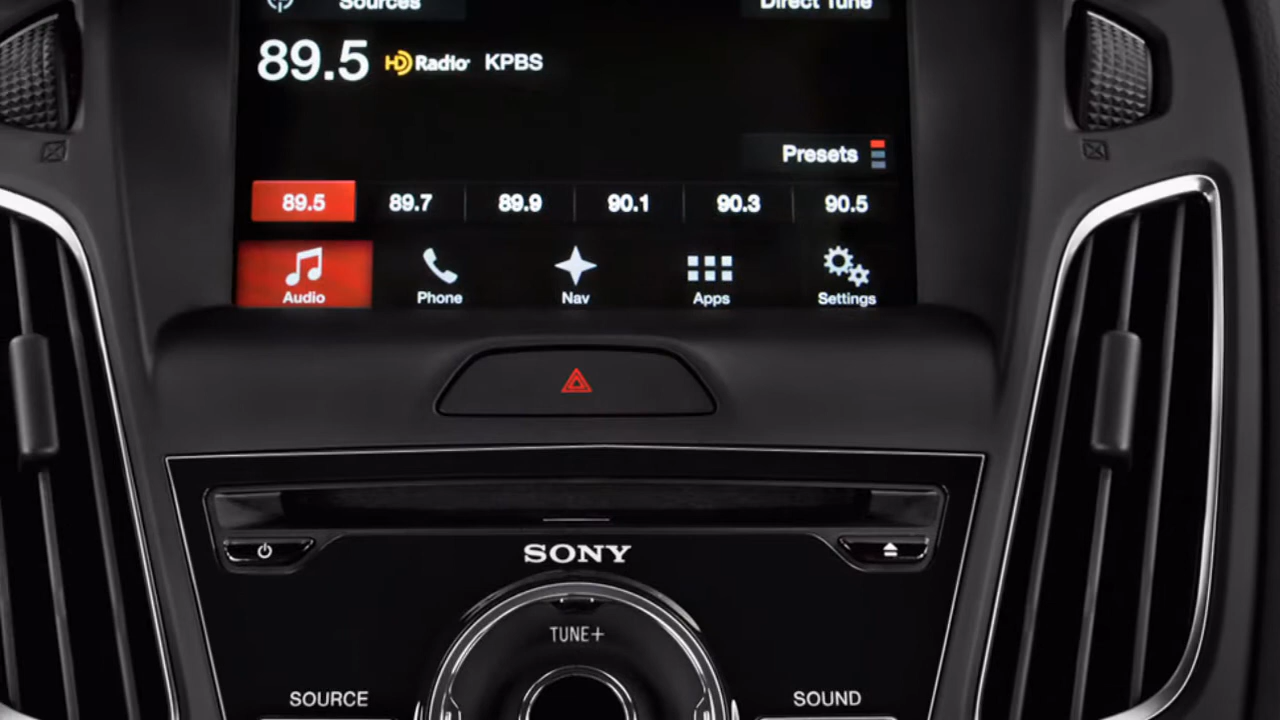 Sources Direct Tune
89.5 HD Radio KPBS
Presets
89.5 89.7 89.9 90.1 90.3 90.5
Audio Phone Nav Apps Settings
SONY
TUNE+
SOURCE SOUND